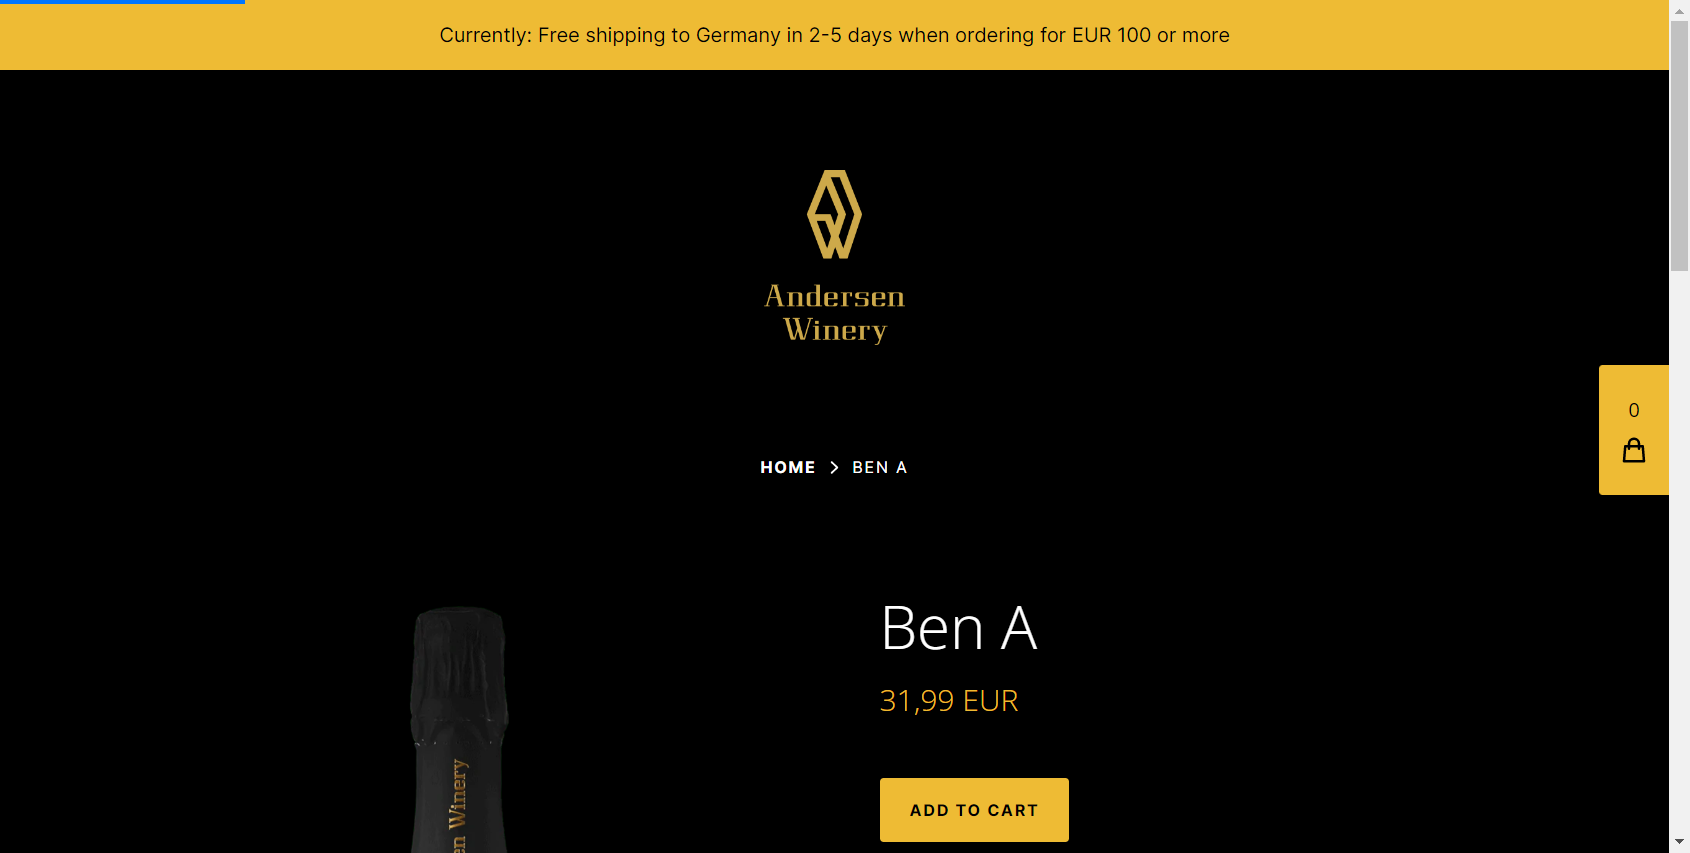 Currently: Free shipping to Germany in 2-5 days when ordering for EUR 100 or more
Andersen
Winery
0
HOME > BEN A
Ben A
31,99 EUR
ADD TO CART
en Winery